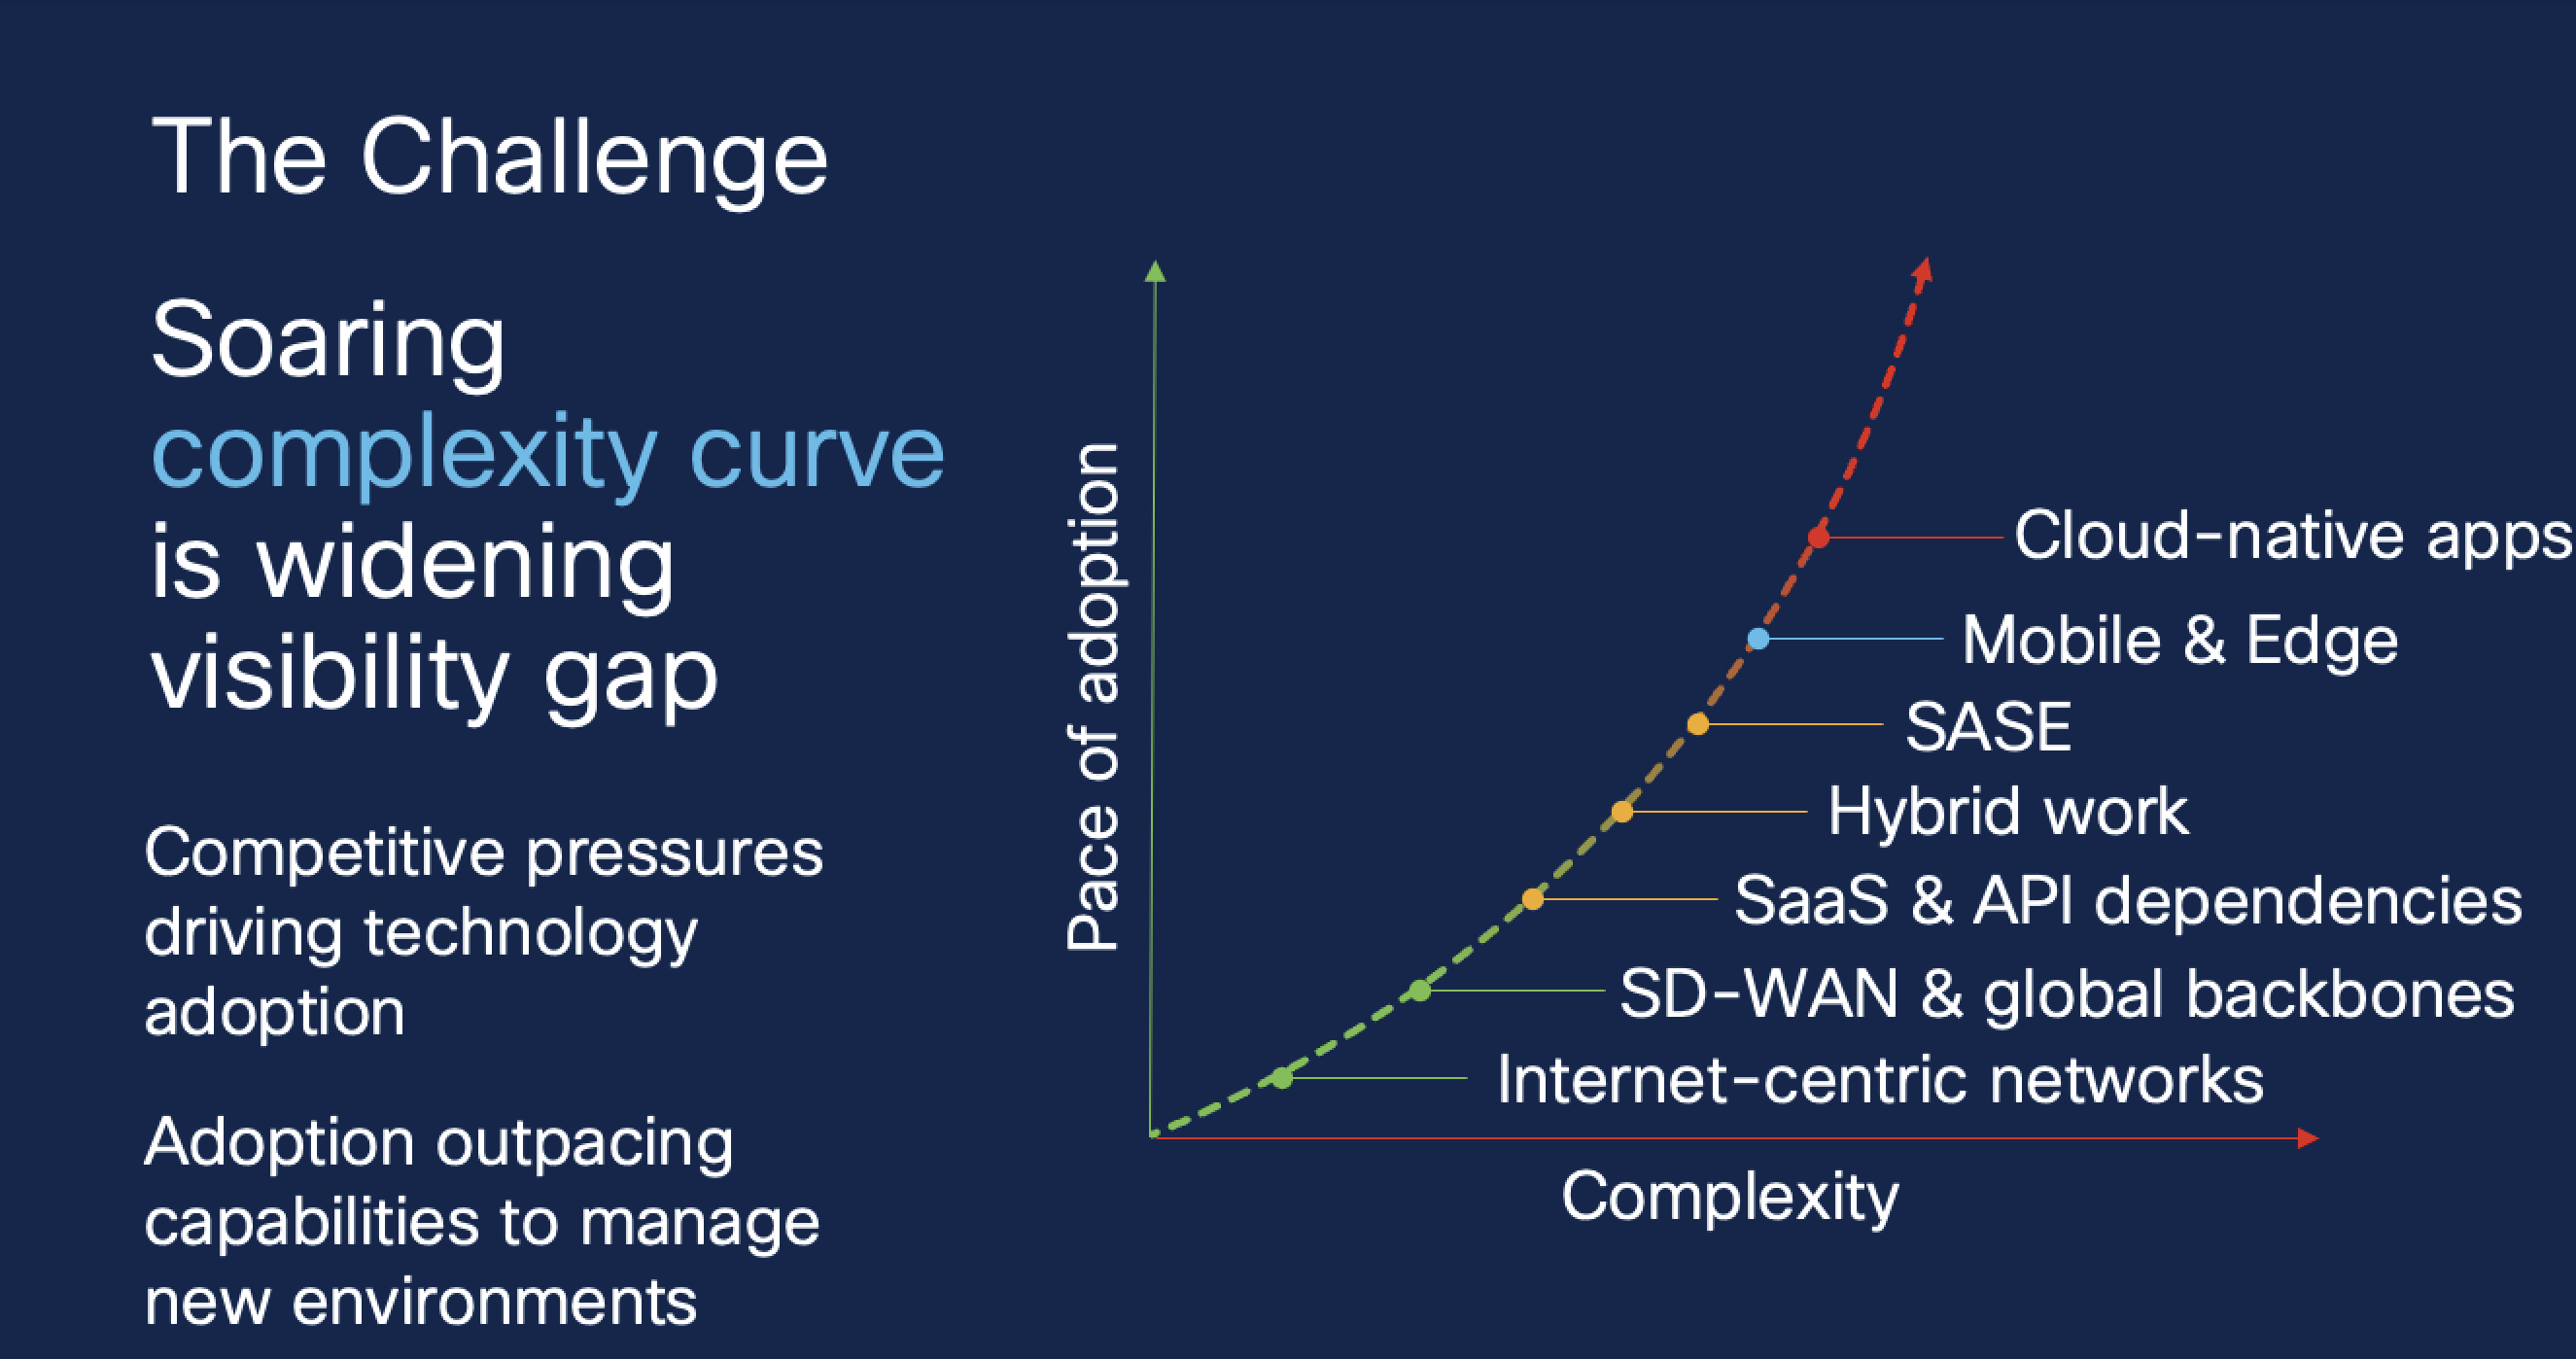 The Challenge
Soaring
complexity curve
is widening
visibility gap
Competitive pressures
driving technology
adoption
Adoption outpacing
capabilities to manage
new environments
Pace of adoption
Cloud-native apps
Mobile & Edge
SASE
Hybrid work
SaaS & API dependencies
SD-WAN & global backbones
Internet-centric networks
Complexity